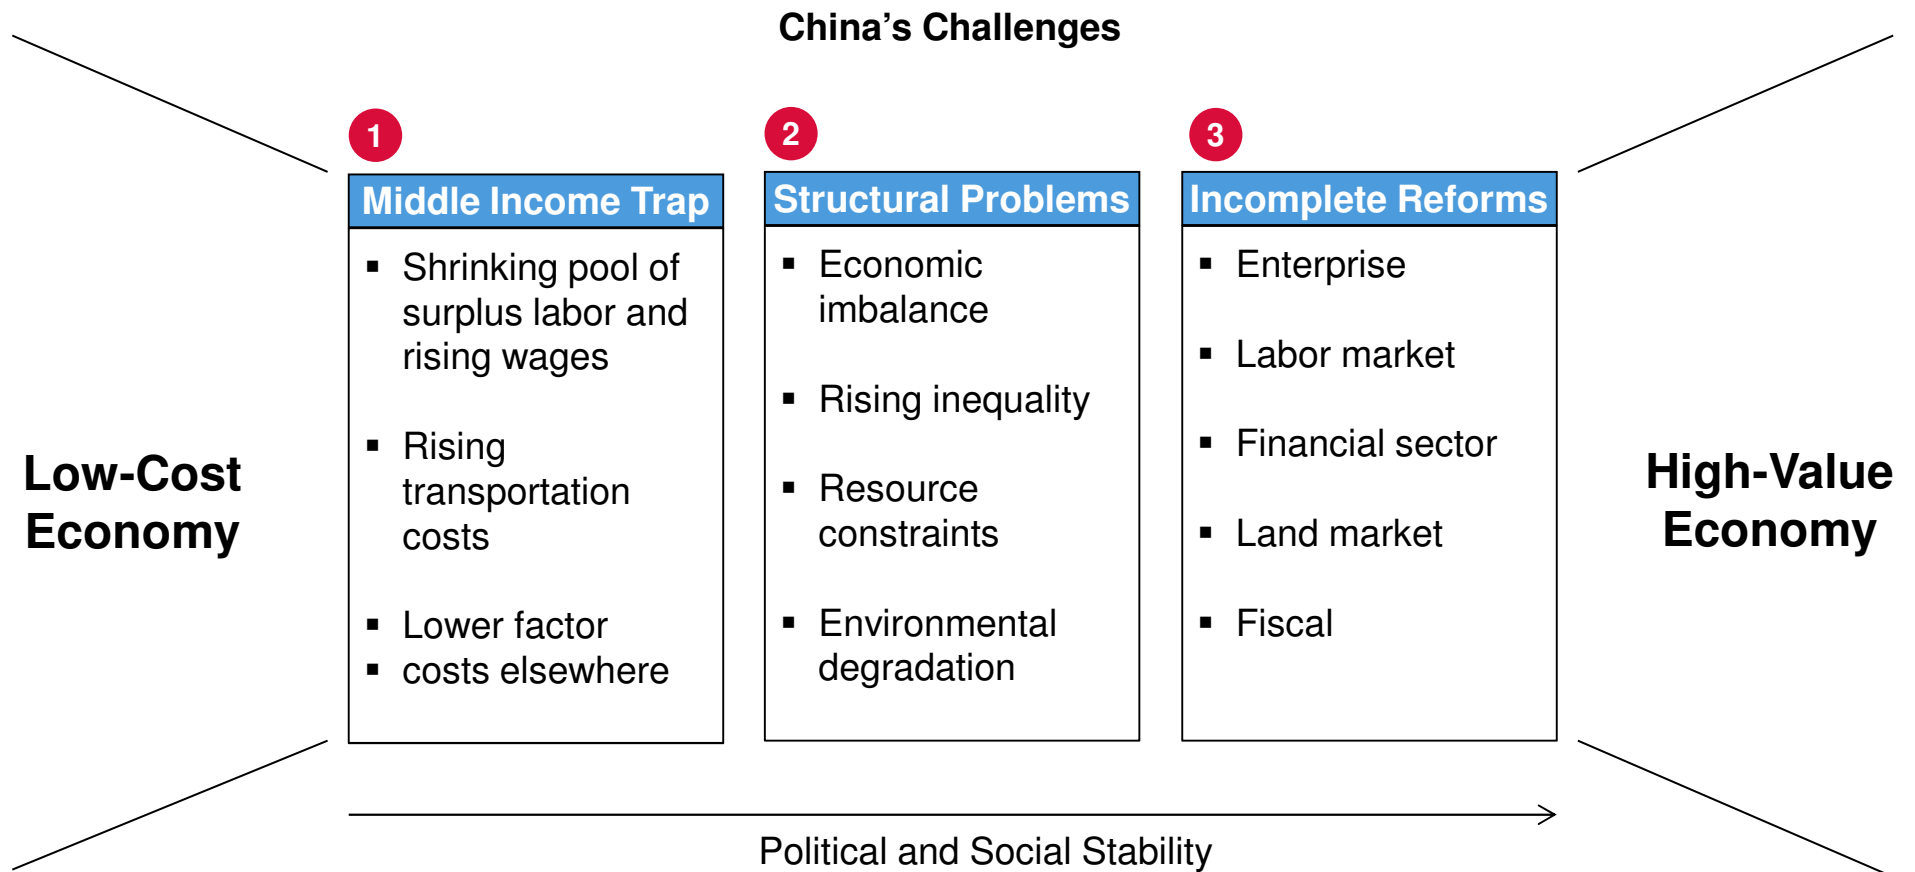 China’s Challenges
Low-Cost
Economy
1
Middle Income Trap
▪ Shrinking pool of
surplus labor and
rising wages
▪ Rising
transportation
costs
▪ Lower factor
▪ costs elsewhere
2
Structural Problems
▪ Economic
imbalance
▪ Rising inequality
▪ Resource
constraints
▪ Environmental
degradation
3
Incomplete Reforms
▪ Enterprise
▪ Labor market
▪ Financial sector
▪ Land market
▪ Fiscal
High-Value
Economy
Political and Social Stability